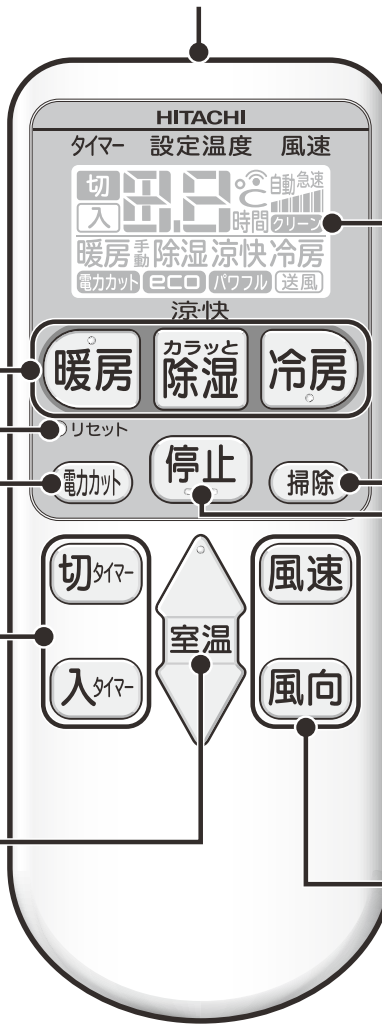 HITACHI
タイマー 設定温度 風速
切 8.8 ℃ 自動 急速
入 時間 クリーン
暖房 手動 除湿 涼快 冷房
電力カット eco パワフル 送風
涼・快
暖房 カラッと除湿 冷房
リセット
電力カット 停止 掃除
切タイマー 風速
室温
入タイマー 風向